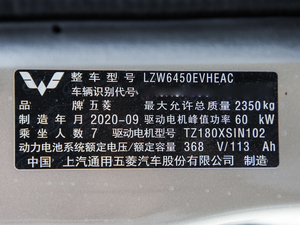 整车型号 LZW6450EVHEAC
车辆识别代号
品牌 五菱 最大允许总质量 2350kg
制造年月 2020-09 驱动电机峰值功率 60 kW
乘坐人数 7 驱动电机型号 TZ180XSIN102
动力电池系统额定电压/额定容量 368 V/113 Ah
中国 上汽通用五菱汽车股份有限公司 制造